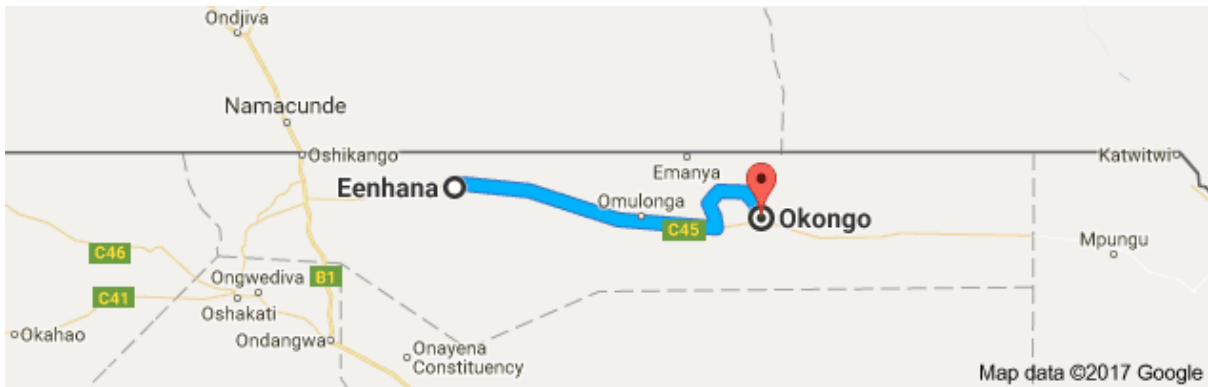 Ondjiva
Namacunde
Oshikango
Emanya
Katwitwi
Eenhana
Omulonga
C45
Okongo
Mpungu
C46
Ongwediva
B1
C41
Oshakati
Okahao
Ondangwa
Onayena
Constituency
Map data ©2017 Google